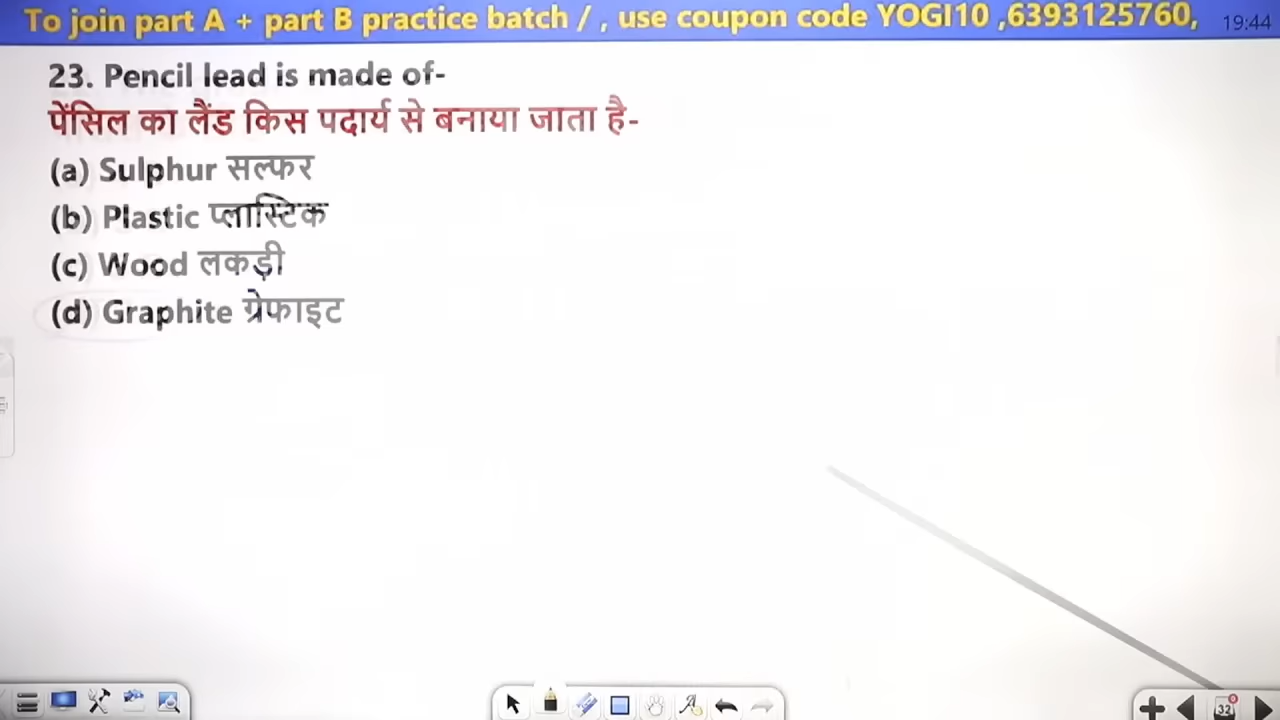 To join part A + part B practice batch / , use coupon code YOGI10 ,6393125760,
19:44
23. Pencil lead is made of-
पेंसिल का लैंड किस पदार्य से बनाया जाता है-
(a) Sulphur सल्फर
(b) Plastic प्लास्टिक
(c) Wood लकड़ी
(d) Graphite ग्रेफाइट
32